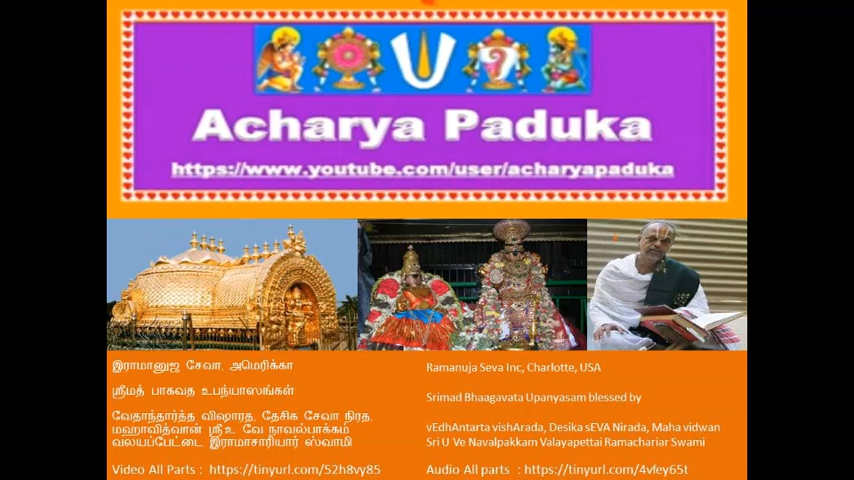 Acharya Paduka
https://www.youtube.com/user/acharyapaduka
இராமானுஜ சேவா, அமெரிக்கா
ஸ்ரீமத் பாகவத உபந்யாஸங்கள்
வேதாந்தார்த்த விஷாரத, தேசிக சேவா நிரத,
மஹாவித்வான் ஸ்ரீ உ வே நாவல்பாக்கம்
வலயப்பேட்டை இராமாசாரியார் ஸ்வாமி
Video All Parts : https://tinyurl.com/52h8vy85
Ramanuja Seva Inc, Charlotte, USA
Srimad Bhaagavata Upanyasam blessed by
vEdhAntarta vishArada, Desika sEVA Nirada, Maha vidwan
Sri U Ve Navalpakkam Valayapettai Ramachariar Swami
Audio All parts : https://tinyurl.com/4vfey65t